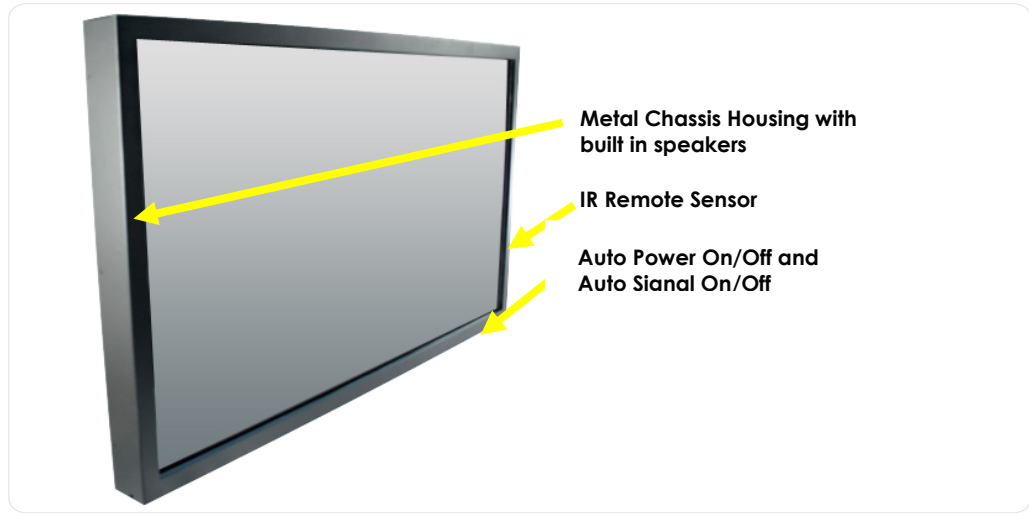 Metal Chassis Housing with
built in speakers
IR Remote Sensor
Auto Power On/Off and
Auto Sianal On/Off